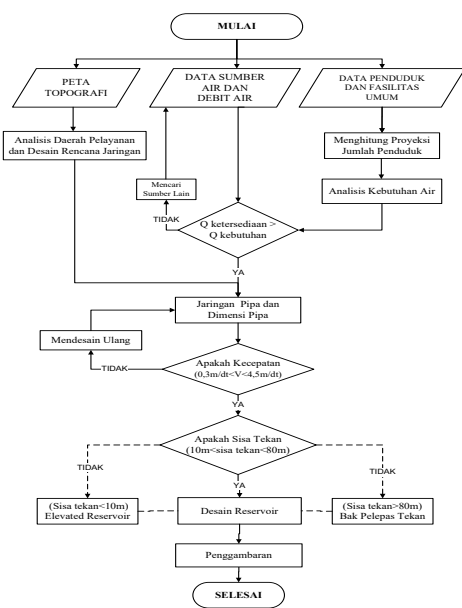 MULAI
PETA
TOPOGRAFI
DATA SUMBER
AIR DAN
DEBIT AIR
DATA PENDUDUK
DAN FASILITAS
UMUM
Analisis Daerah Pelayanan
dan Desain Rencana Jaringan
Menghitung Proyeksi
Jumlah Penduduk
Mencari
Sumber Lain
Analisis Kebutuhan Air
TIDAK
Q ketersediaan >
Q kebutuhan
YA
Jaringan Pipa dan
Dimensi Pipa
Mendesain Ulang
TIDAK
Apakah Kecepatan
(0,3m/dt<V<4,5m/dt)
YA
Apakah Sisa Tekan
(10m<sisa tekan<80m)
TIDAK
TIDAK
YA
(Sisa tekan<10m)
Elevated Reservoir
Desain Reservoir
(Sisa tekan>80m)
Bak Pelepas Tekan
Penggambaran
SELESAI